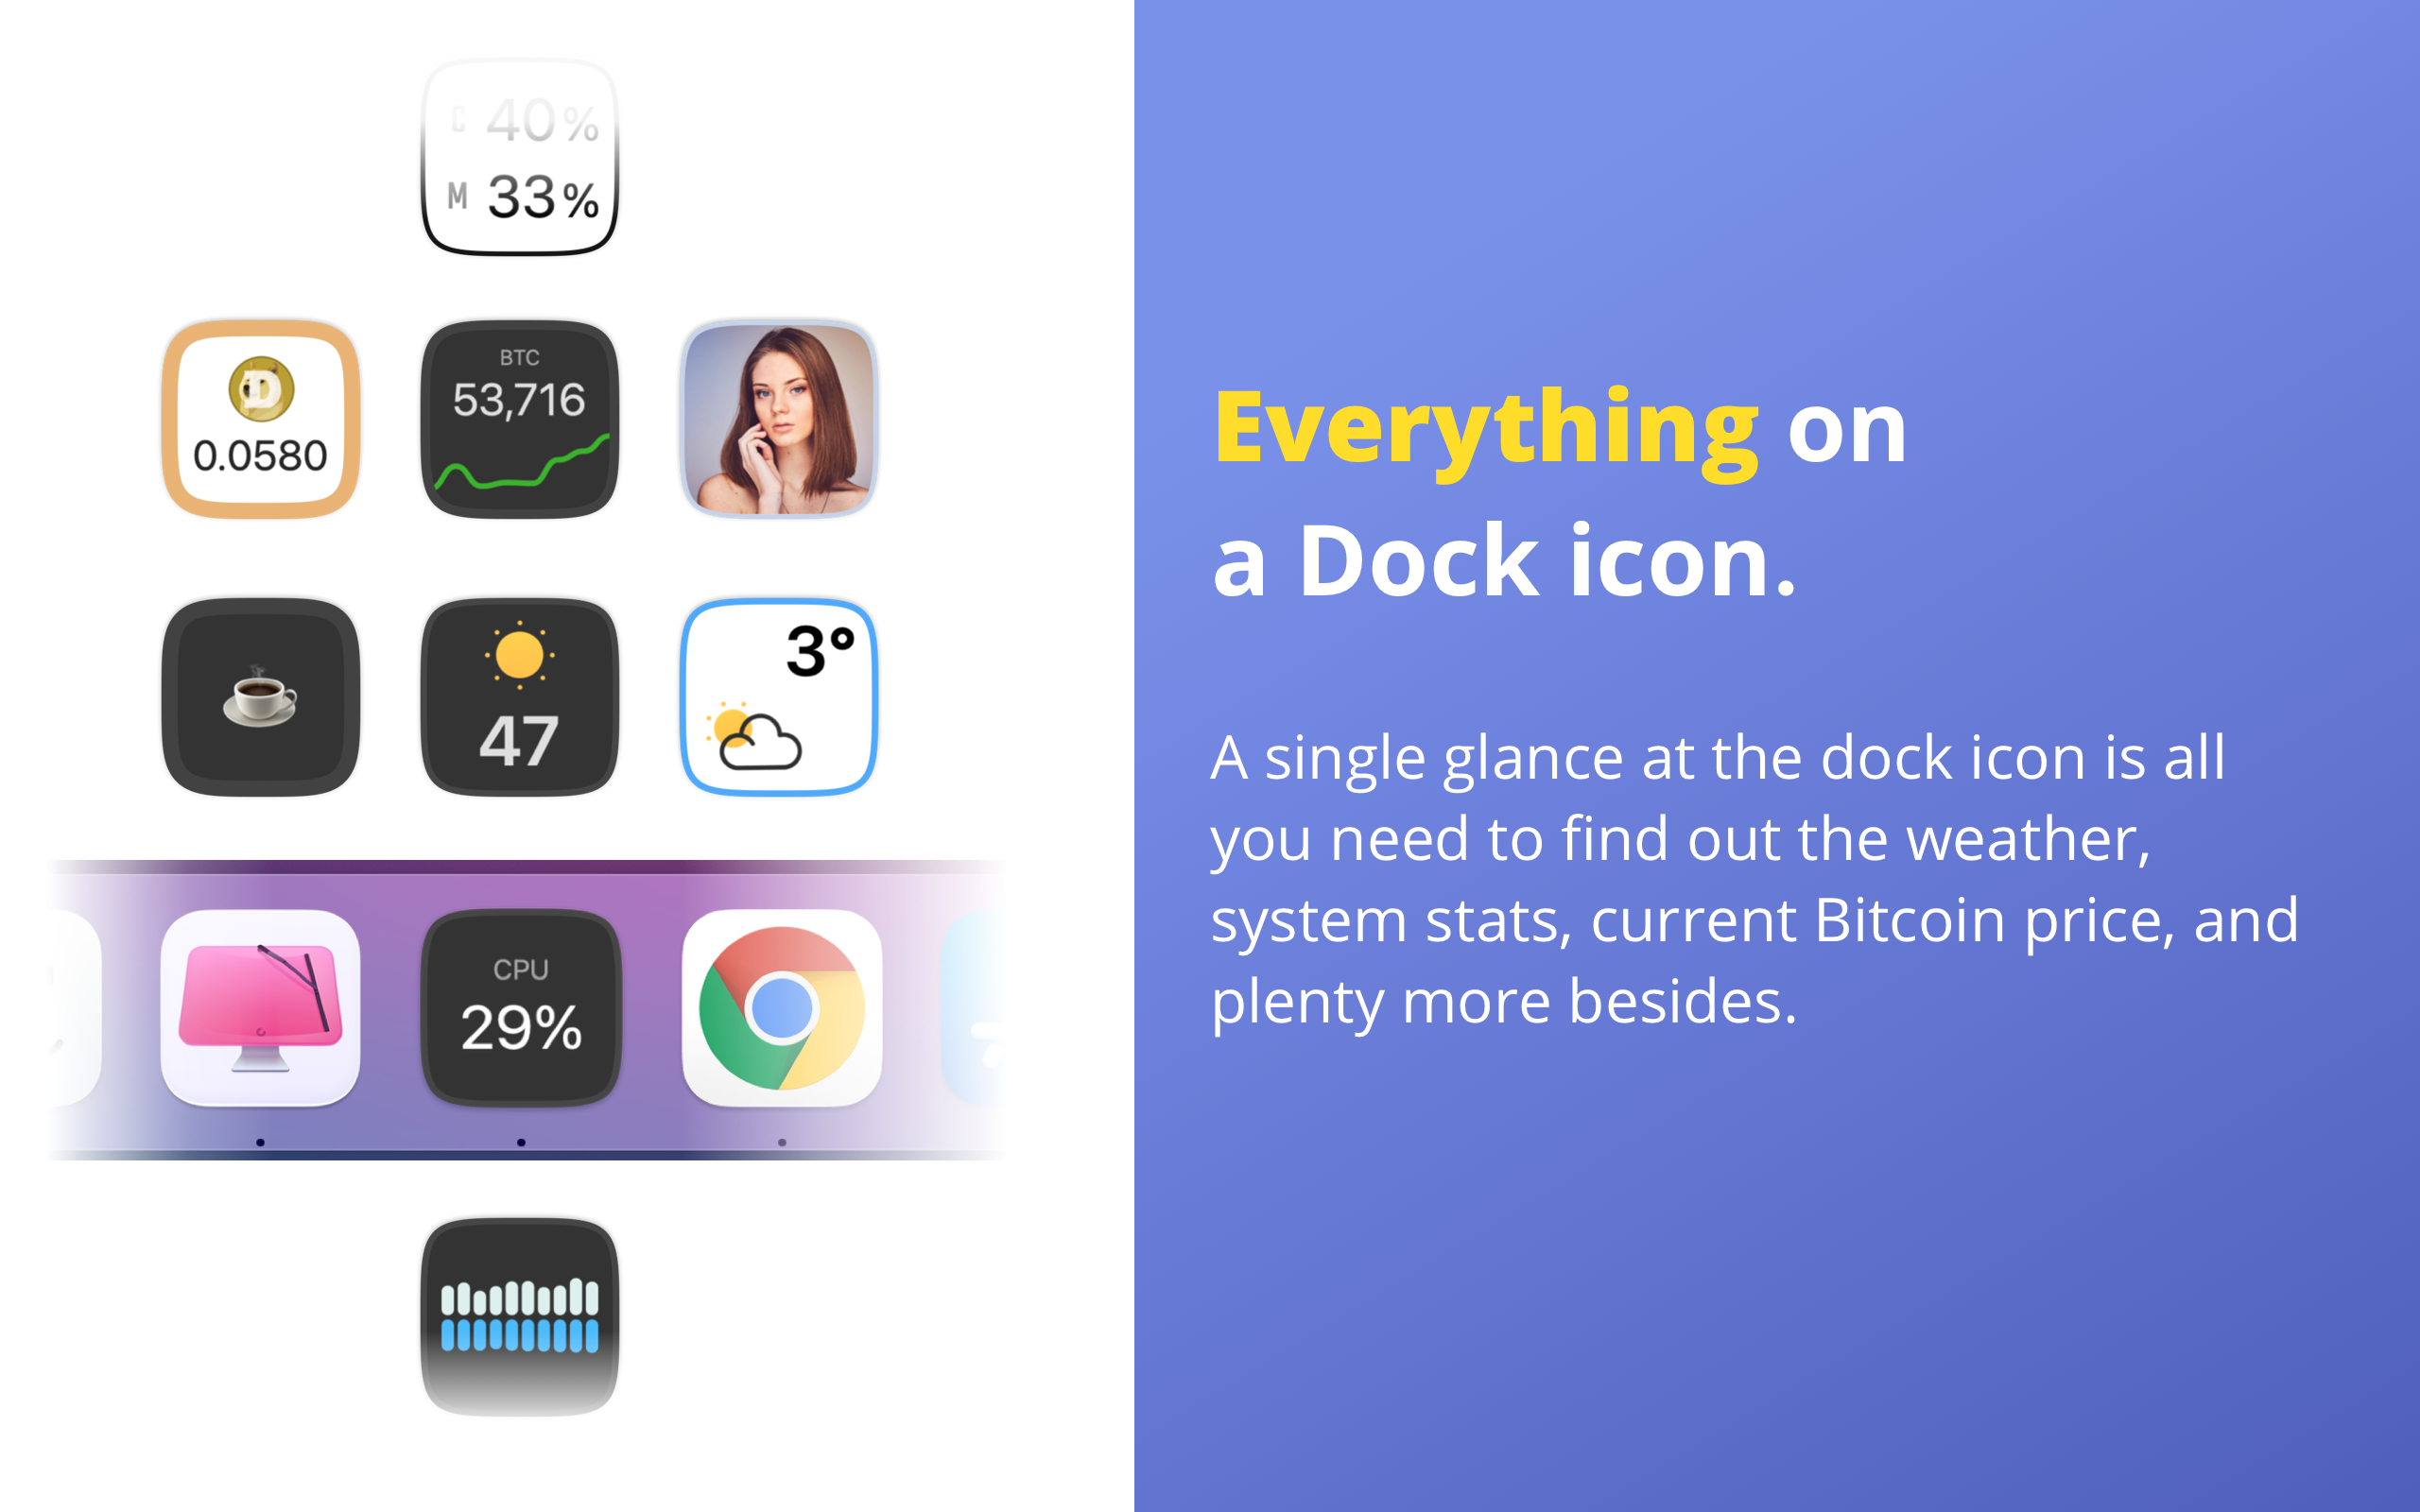 C 40%
M 33%
D
0.0580
BTC
53,716
47
3°
CPU
29%
Everything on
a Dock icon.
A single glance at the dock icon is all
you need to find out the weather,
system stats, current Bitcoin price, and
plenty more besides.